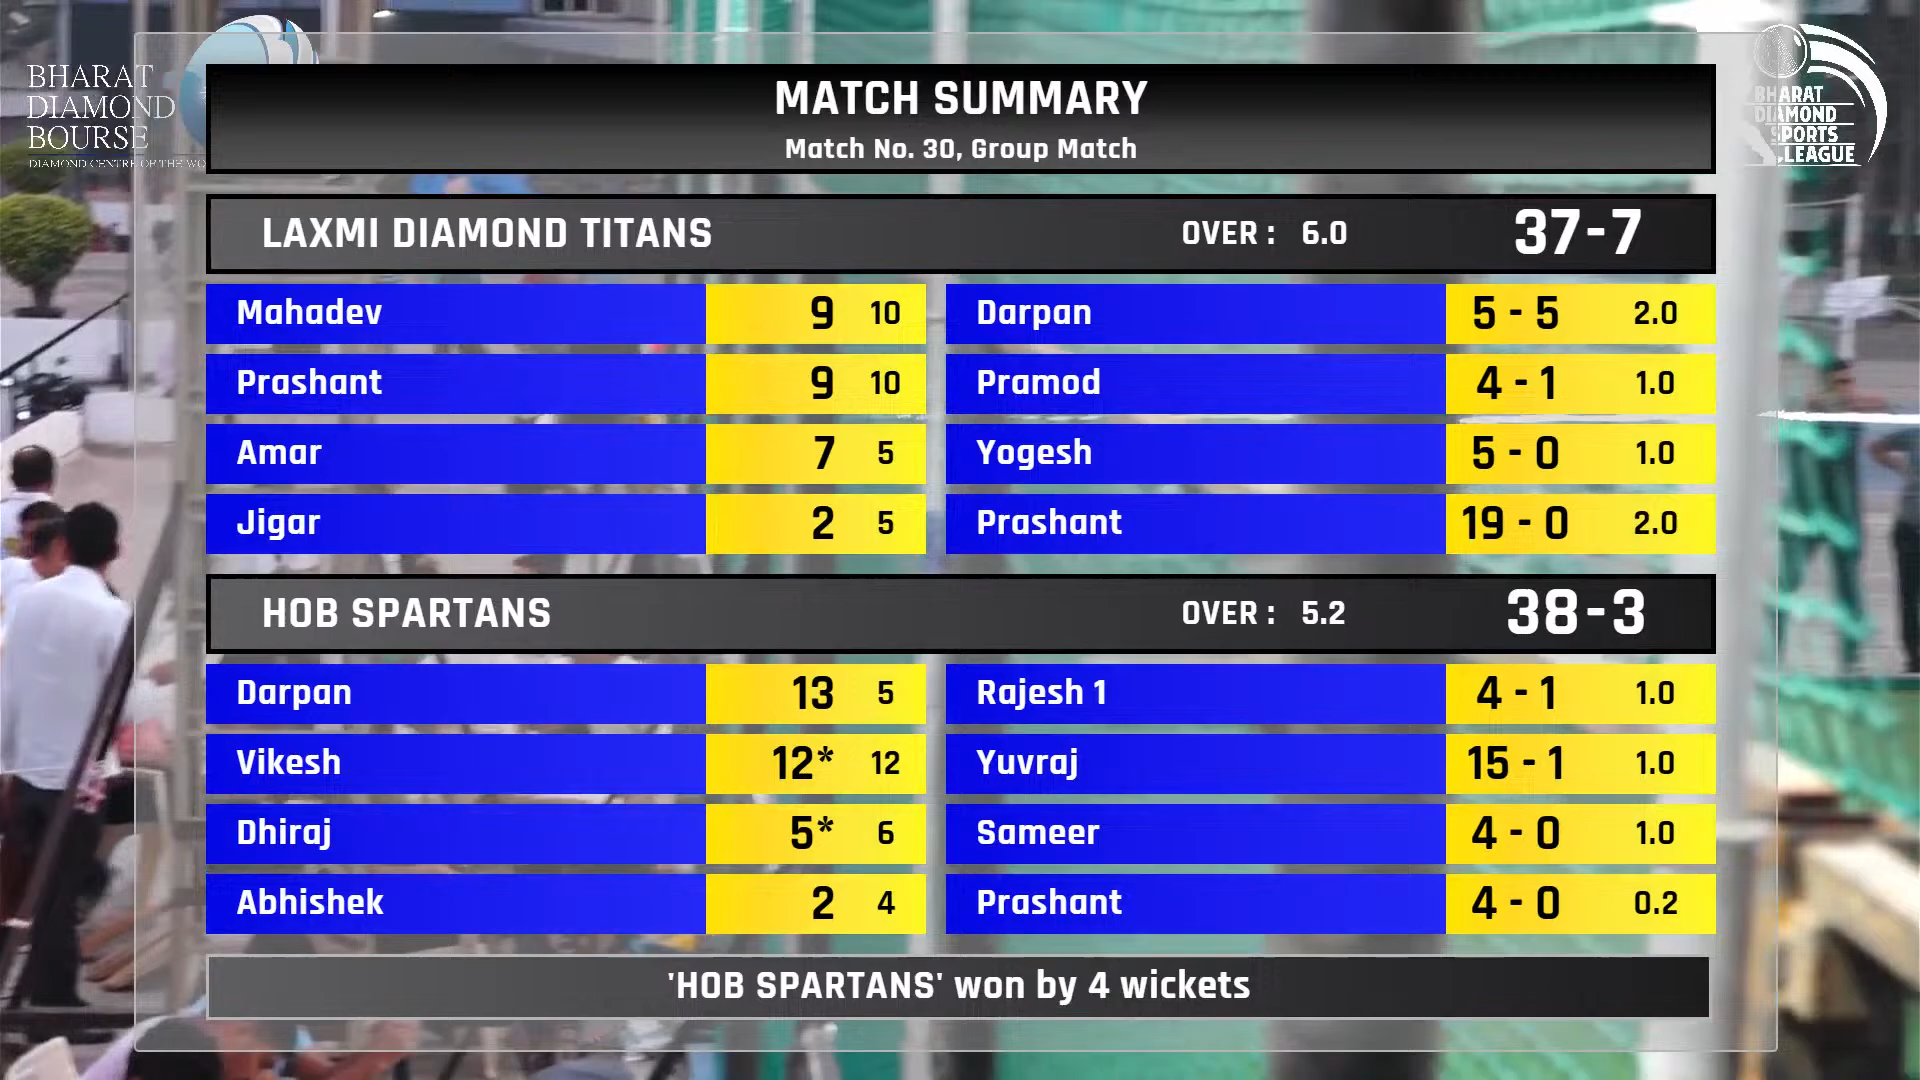 BHARAT
DIAMOND
BOURSE
DIAMOND CENTRE OF THE WO
BHARAT
DIAMOND
SPORTS
LEAGUE
MATCH SUMMARY
Match No. 30, Group Match
LAXMI DIAMOND TITANS OVER : 6.0 37-7
Mahadev 9 10 Darpan 5 - 5 2.0
Prashant 9 10 Pramod 4 - 1 1.0
Amar 7 5 Yogesh 5 - 0 1.0
Jigar 2 5 Prashant 19 - 0 2.0
HOB SPARTANS OVER : 5.2 38-3
Darpan 13 5 Rajesh 1 4 - 1 1.0
Vikesh 12* 12 Yuvraj 15 - 1 1.0
Dhiraj 5* 6 Sameer 4 - 0 1.0
Abhishek 2 4 Prashant 4 - 0 0.2
'HOB SPARTANS' won by 4 wickets